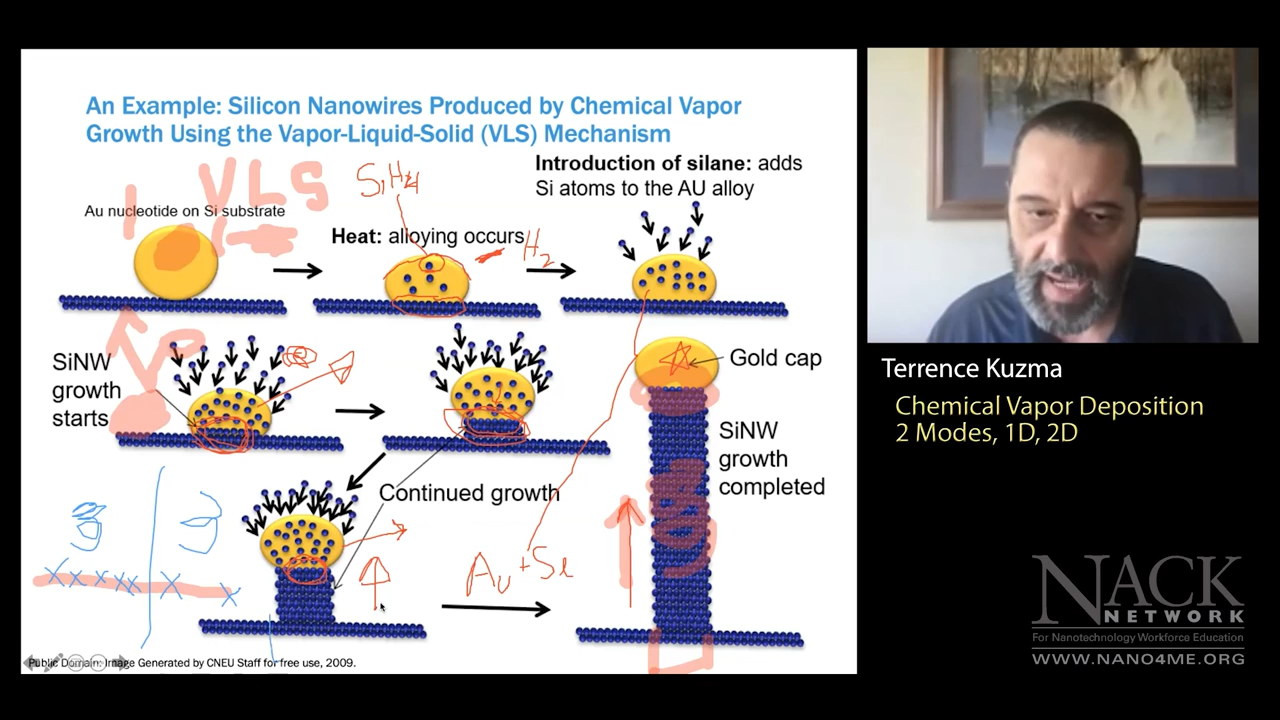 An Example: Silicon Nanowires Produced by Chemical Vapor
Growth Using the Vapor-Liquid-Solid (VLS) Mechanism
Introduction of silane: adds
Si atoms to the AU alloy
VLS
SiH4
Au nucleotide on Si substrate
Heat: alloying occurs
H2
SiNW
growth
starts
Gold cap
SiNW
growth
completed
Continued growth
Au + Si
Public Domain: Image Generated by CNEU Staff for free use, 2009.
Terrence Kuzma
Chemical Vapor Deposition
2 Modes, 1D, 2D
NACK
NETWORK
For Nanotechnology Workforce Education
WWW.NANO4ME.ORG